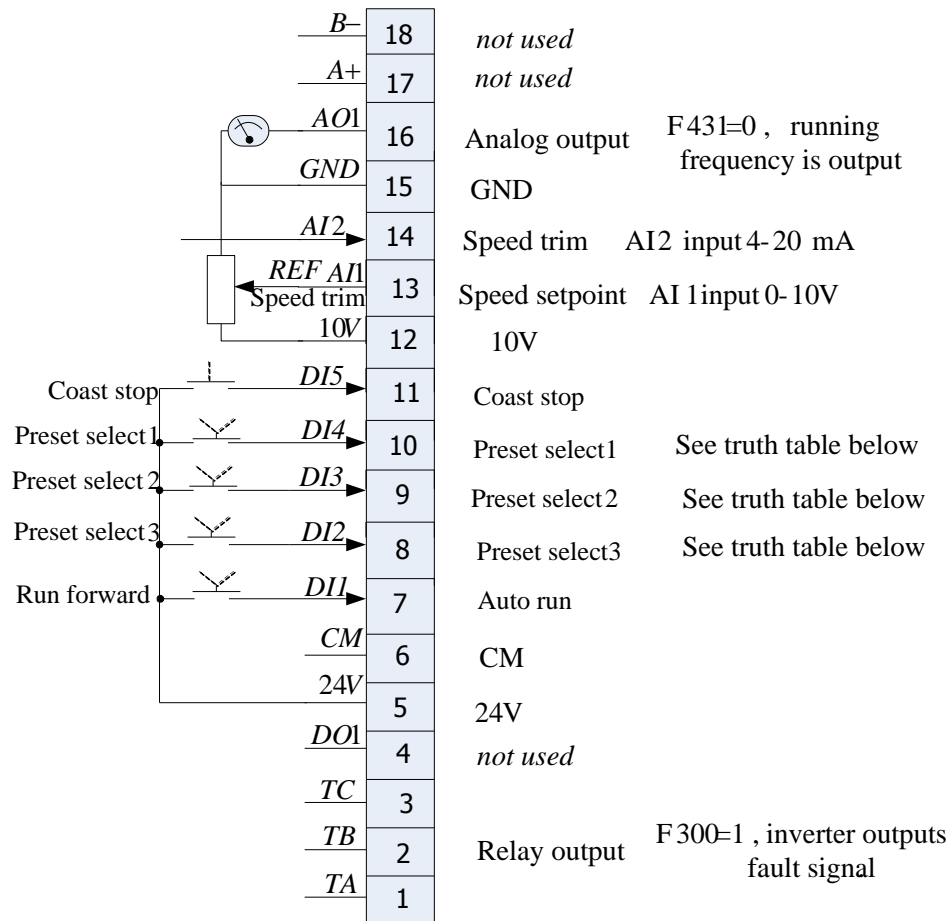 B− 18 not used
A+ 17 not used
AO1 16 Analog output F431=0 , running
frequency is output
GND 15 GND
AI2 14 Speed trim AI2 input 4-20 mA
REF AI1 13 Speed setpoint AI 1input 0-10V
Speed trim
10V 12 10V
Coast stop DI5 11 Coast stop
Preset select1 DI4 10 Preset select1 See truth table below
Preset select2 DI3 9 Preset select2 See truth table below
Preset select3 DI2 8 Preset select3 See truth table below
Run forward DI1 7 Auto run
CM 6 CM
24V 5 24V
DO1 4 not used
TC 3
TB 2 Relay output F300=1 , inverter outputs
fault signal
TA 1